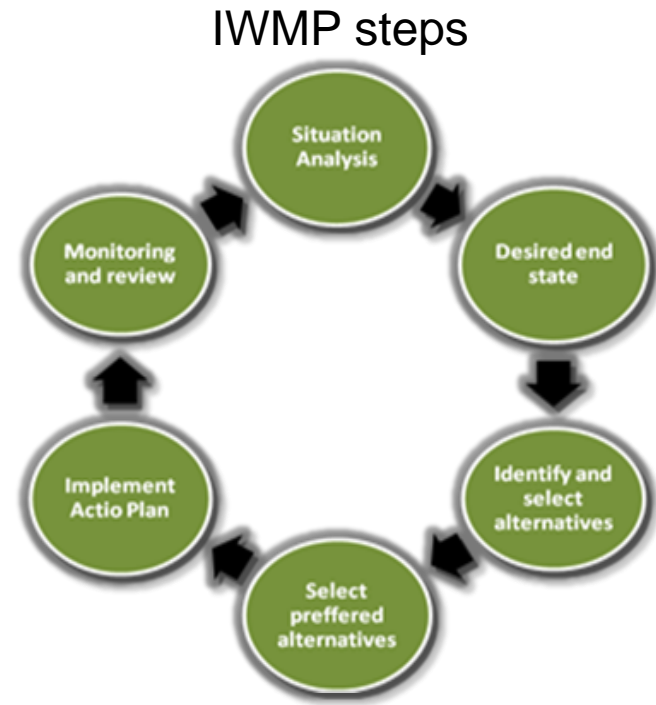 IWMP steps
Situation
Analysis
Desired end
state
Identify and
select
alternatives
Select
preffered
alternatives
Implement
Actio Plan
Monitoring
and review